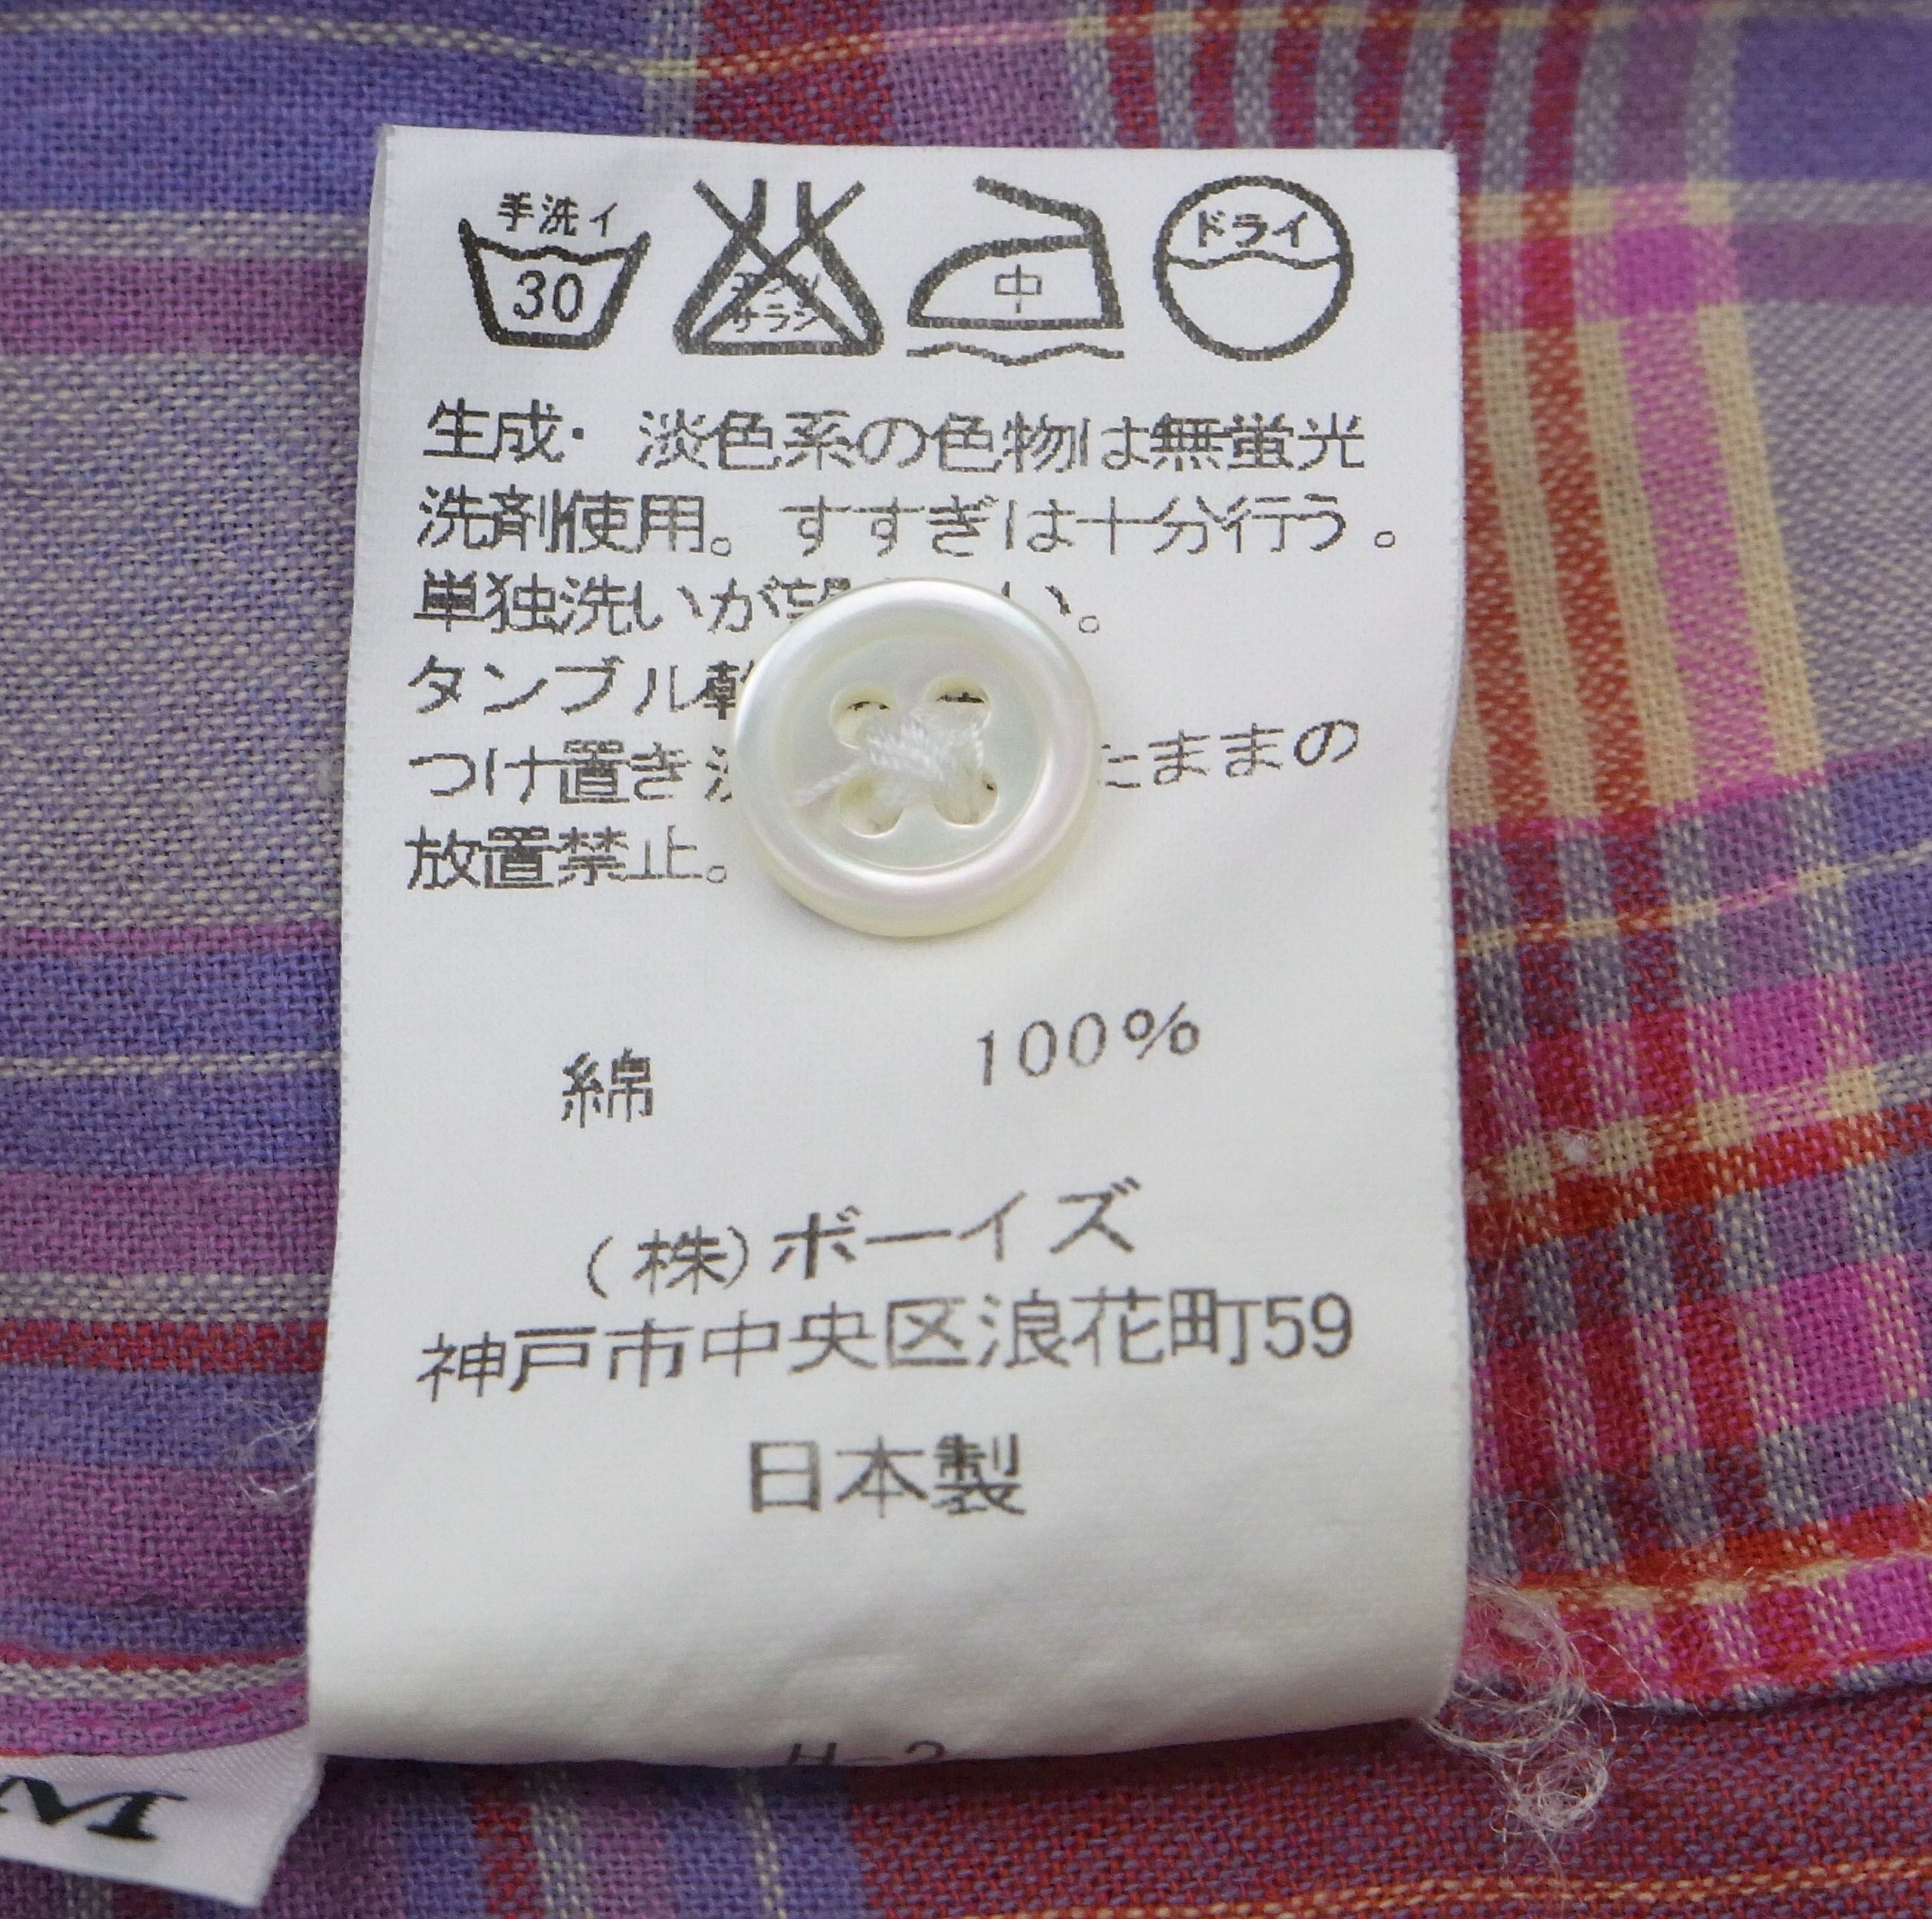 手洗イ
30
中
ドライ
生成・淡色系の色物は無蛍光
洗剤使用。すすぎは十分行う。
単独洗いが い。
タンブル乾
つけ置き たままの
放置禁止。
綿 100%
(株)ボーイズ
神戸市中央区浪花町59
日本製
M